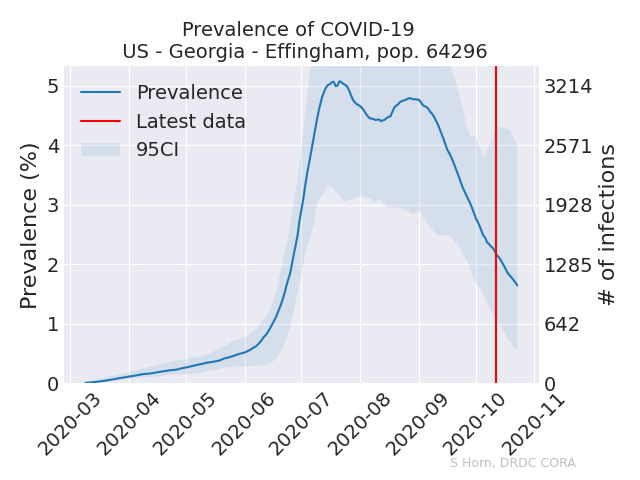 Prevalence of COVID-19
US - Georgia - Effingham, pop. 64296
Prevalence
Latest data
95CI
Prevalence (%)
5
4
3
2
1
0
3214
2571
1928
1285
642
0
# of infections
2020-03
2020-04
2020-05
2020-06
2020-07
2020-08
2020-09
2020-10
2020-11
S Horn, DRDC CORA